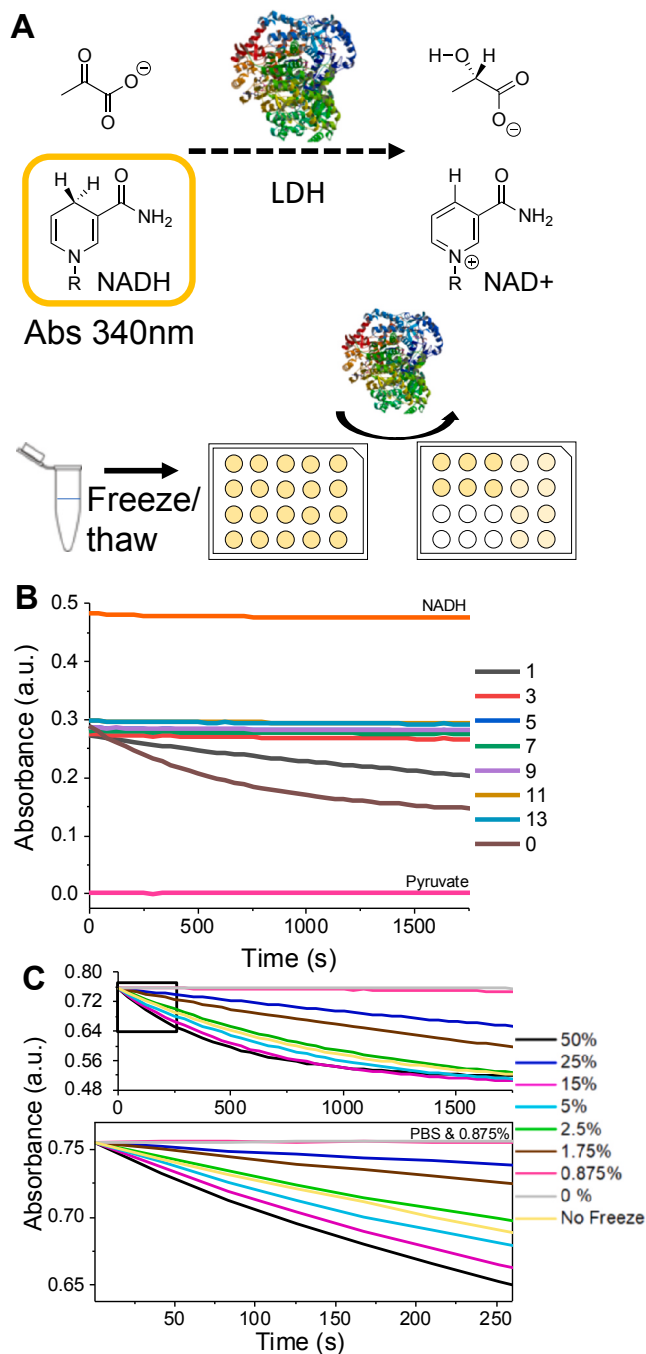 A
O
O⊖
O
H
HO
O
O⊖
LDH
H H O
NH₂
N
R
NADH
Abs 340nm
H O
NH₂
N⊕
R
NAD+
Freeze/
thaw
B
0.5
0.4
0.3
0.2
0.1
0.0
Absorbance (a.u.)
NADH
Pyruvate
0 500 1000 1500
Time (s)
1
3
5
7
9
11
13
0
C
0.80
0.72
0.64
0.56
0.48
Absorbance (a.u.)
0 500 1000 1500
PBS & 0.875%
0.75
0.70
0.65
50 100 150 200 250
Time (s)
50%
25%
15%
5%
2.5%
1.75%
0.875%
0 %
No Freeze